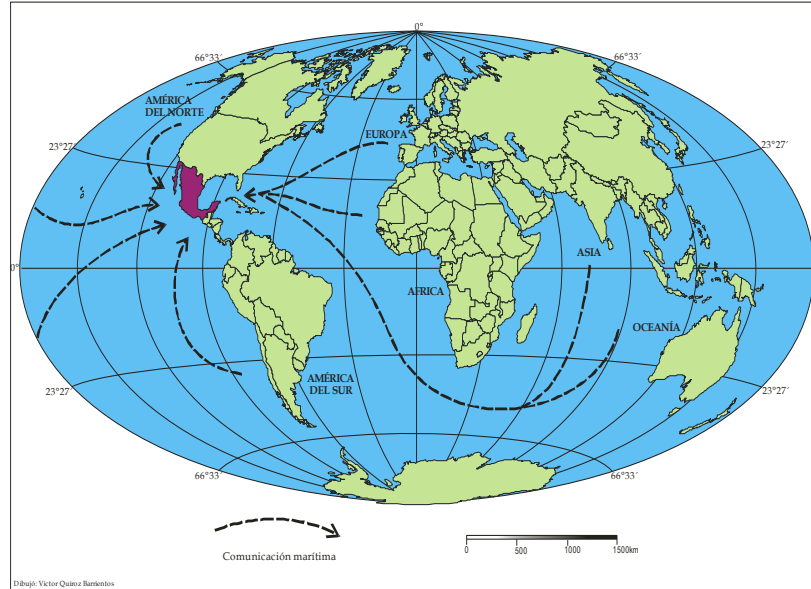 0°
66°33´
66°33´
AMÉRICA
DEL NORTE
EUROPA
23°27´
23°27´
ASIA
0°
AFRICA
OCEANÍA
AMÉRICA
DEL SUR
23°27´
23°27´
66°33´
66°33´
Comunicación marítima
0
500
1000
1500km
Dibujó: Victor Quiroz Barrientos